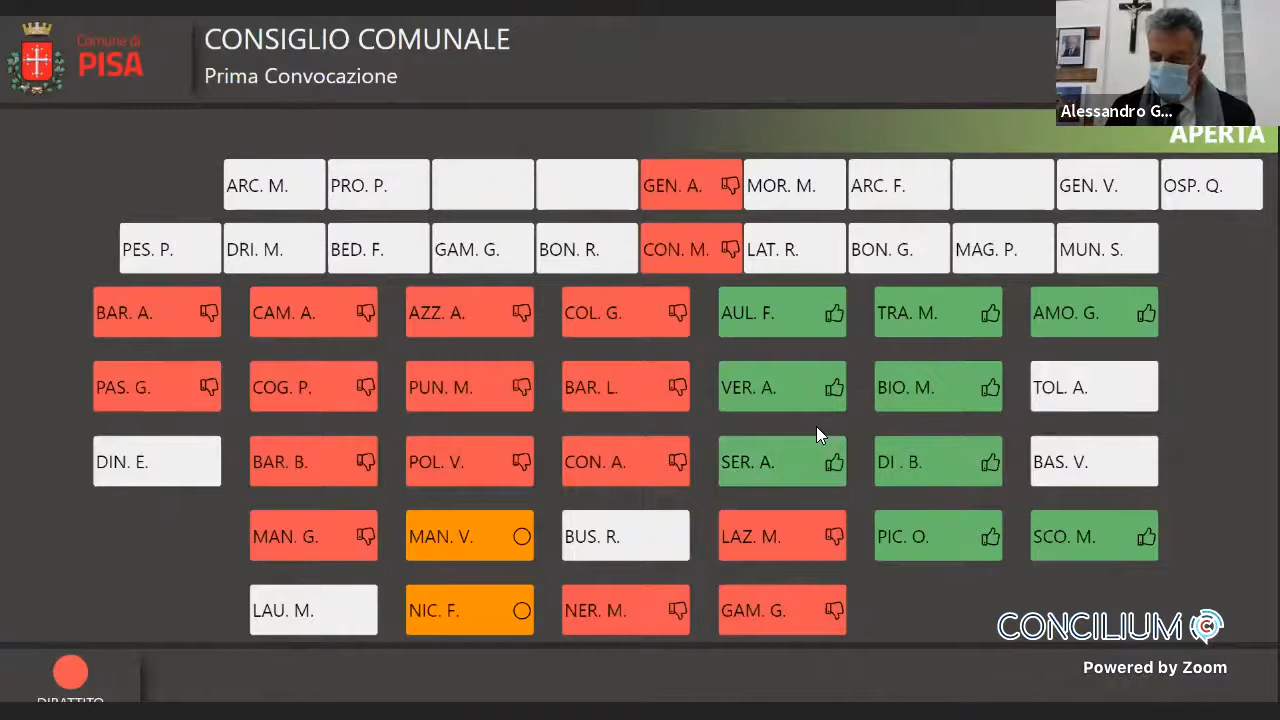 Comune di
PISA
CONSIGLIO COMUNALE
Prima Convocazione
Alessandro G...
APERTA
ARC. M. PRO. P. GEN. A. MOR. M. ARC. F. GEN. V. OSP. Q.
PES. P. DRI. M. BED. F. GAM. G. BON. R. CON. M. LAT. R. BON. G. MAG. P. MUN. S.
BAR. A. CAM. A. AZZ. A. COL. G. AUL. F. TRA. M. AMO. G.
PAS. G. COG. P. PUN. M. BAR. L. VER. A. BIO. M. TOL. A.
DIN. E. BAR. B. POL. V. CON. A. SER. A. DI . B. BAS. V.
MAN. G. MAN. V. BUS. R. LAZ. M. PIC. O. SCO. M.
LAU. M. NIC. F. NER. M. GAM. G.
CONCILIUM
Powered by Zoom
DIBATTITO